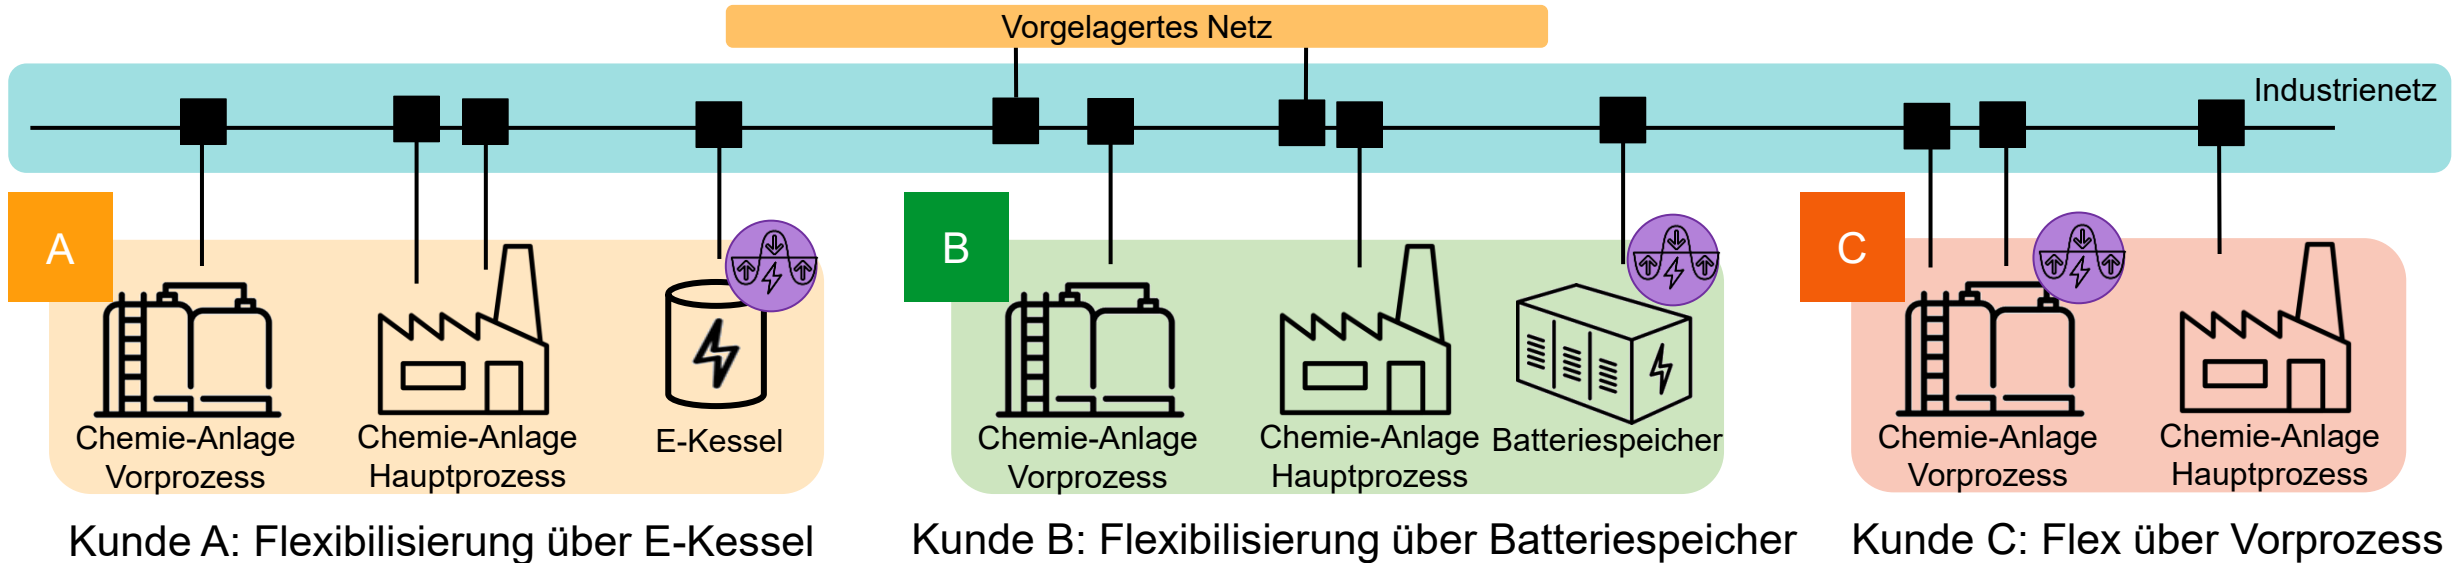 Vorgelagertes Netz
Industrienetz
A
B
C
Chemie-Anlage
Vorprozess
Chemie-Anlage
Hauptprozess
E-Kessel
Chemie-Anlage
Vorprozess
Chemie-Anlage
Hauptprozess
Batteriespeicher
Chemie-Anlage
Vorprozess
Chemie-Anlage
Hauptprozess
Kunde A: Flexibilisierung über E-Kessel
Kunde B: Flexibilisierung über Batteriespeicher
Kunde C: Flex über Vorprozess